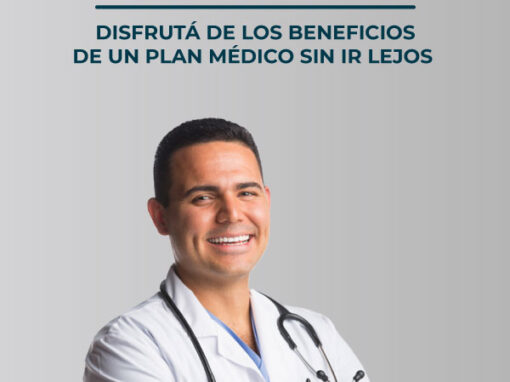 DISFRUTÁ DE LOS BENEFICIOS
DE UN PLAN MÉDICO SIN IR LEJOS